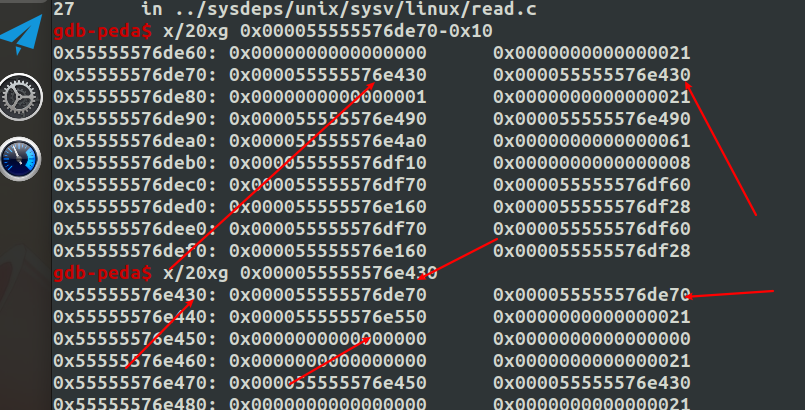 27      in ../sysdeps/unix/sysv/linux/read.c
gdb-peda$ x/20xg 0x000055555576de70-0x10
0x55555576de60: 0x0000000000000000      0x0000000000000021
0x55555576de70: 0x000055555576e430      0x000055555576e430
0x55555576de80: 0x0000000000000001      0x0000000000000021
0x55555576de90: 0x000055555576e490      0x000055555576e490
0x55555576dea0: 0x000055555576e4a0      0x0000000000000061
0x55555576deb0: 0x000055555576df10      0x0000000000000008
0x55555576dec0: 0x000055555576df70      0x000055555576df60
0x55555576ded0: 0x000055555576e160      0x000055555576df28
0x55555576dee0: 0x000055555576df70      0x000055555576df60
0x55555576def0: 0x000055555576e160      0x000055555576df28
gdb-peda$ x/20xg 0x000055555576e430
0x55555576e430: 0x000055555576de70      0x000055555576de70
0x55555576e440: 0x000055555576e550      0x0000000000000021
0x55555576e450: 0x0000000000000000      0x0000000000000000
0x55555576e460: 0x0000000000000000      0x0000000000000021
0x55555576e470: 0x000055555576e450      0x000055555576e430
0x55555576e480: 0x0000000000000000      0x0000000000000021